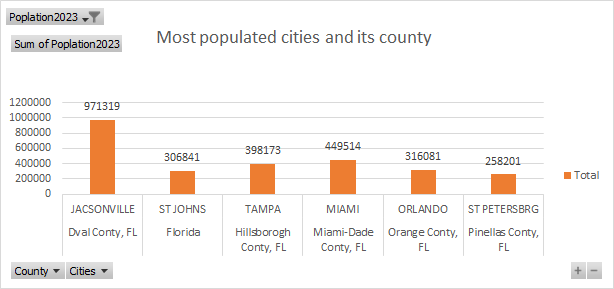 Poplation2023
Sum of Poplation2023
Most populated cities and its county
1200000
1000000
800000
600000
400000
200000
0
971319
306841
398173
449514
316081
258201
Total
JACSONVILLE
ST JOHNS
TAMPA
MIAMI
ORLANDO
ST PETERSBRG
Dval Conty, FL
Florida
Hillsborogh
Conty, FL
Miami-Dade
Conty, FL
Orange Conty,
FL
Pinellas Conty,
FL
County
Cities
+
−